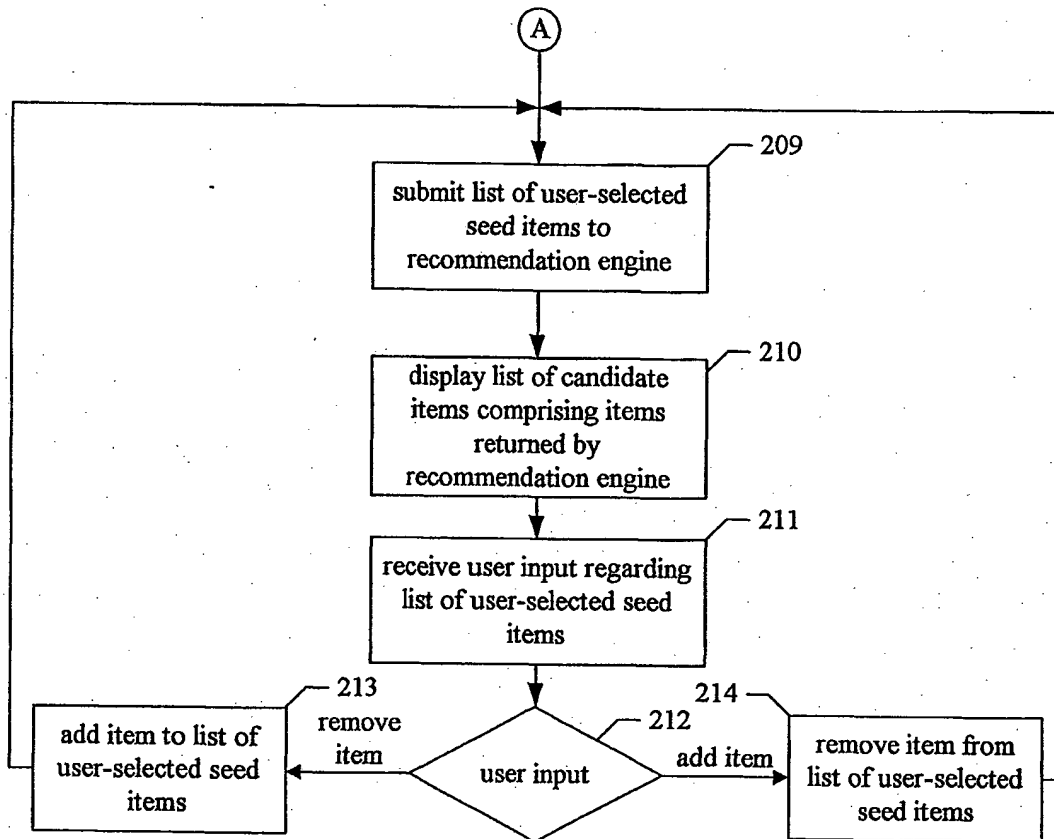 A
209
submit list of user-selected
seed items to
recommendation engine
210
display list of candidate
items comprising items
returned by
recommendation engine
211
receive user input regarding
list of user-selected seed
items
213
add item to list of
user-selected seed
items
remove
item
212
user input
add item
214
remove item from
list of user-selected
seed items